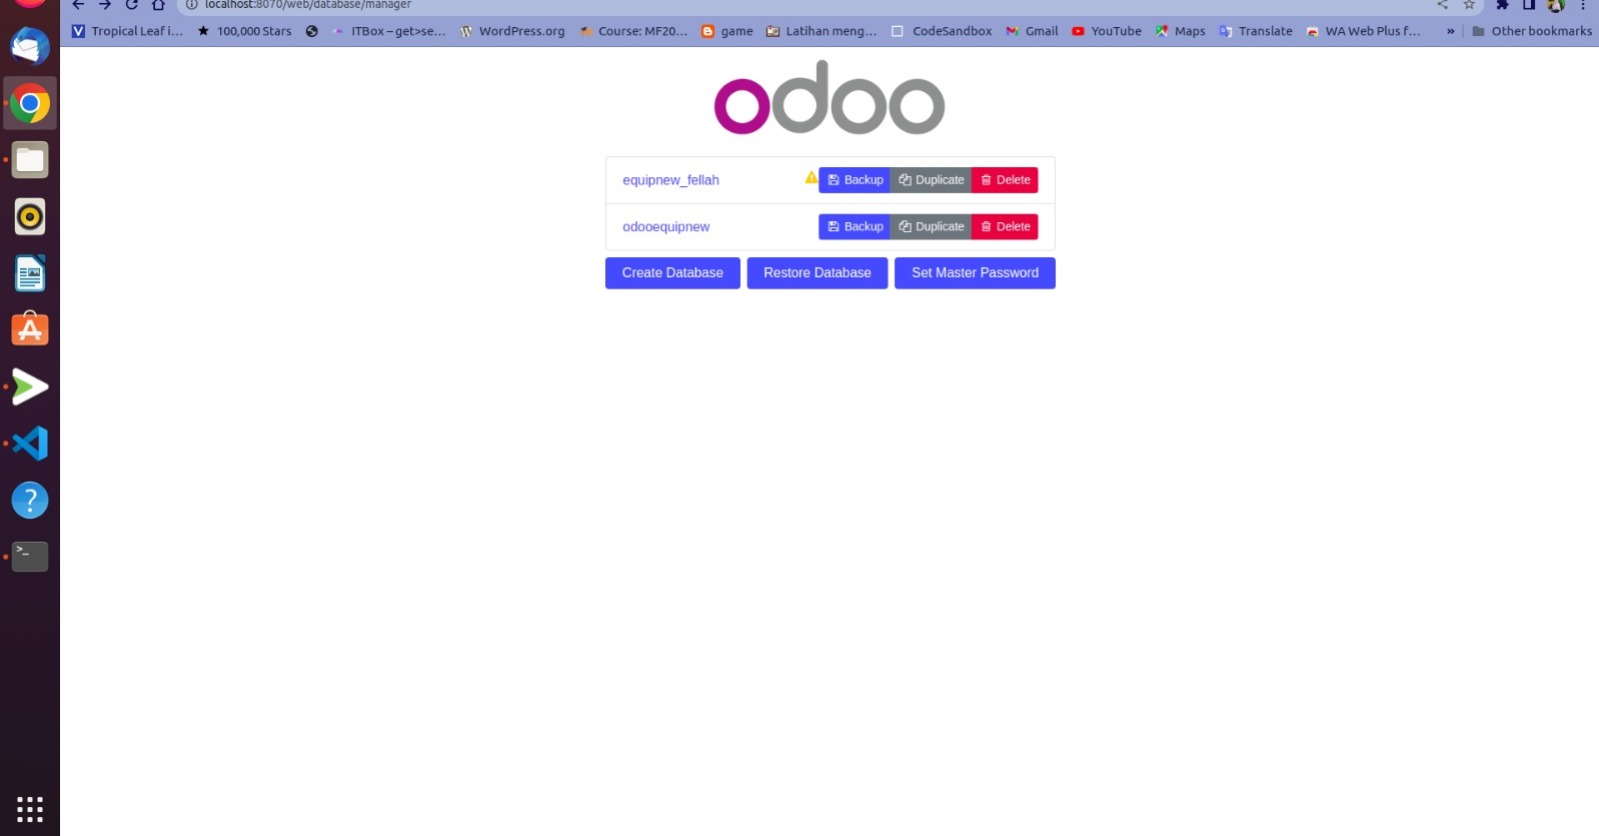 localhost:8070/web/database/manager
Tropical Leaf i... 100,000 Stars ITBox – get>se... WordPress.org Course: MF20... game Latihan meng... CodeSandbox Gmail YouTube Maps Translate WA Web Plus f... » Other bookmarks
odoo
equipnew_fellah Backup Duplicate Delete
odooequipnew Backup Duplicate Delete
Create Database Restore Database Set Master Password